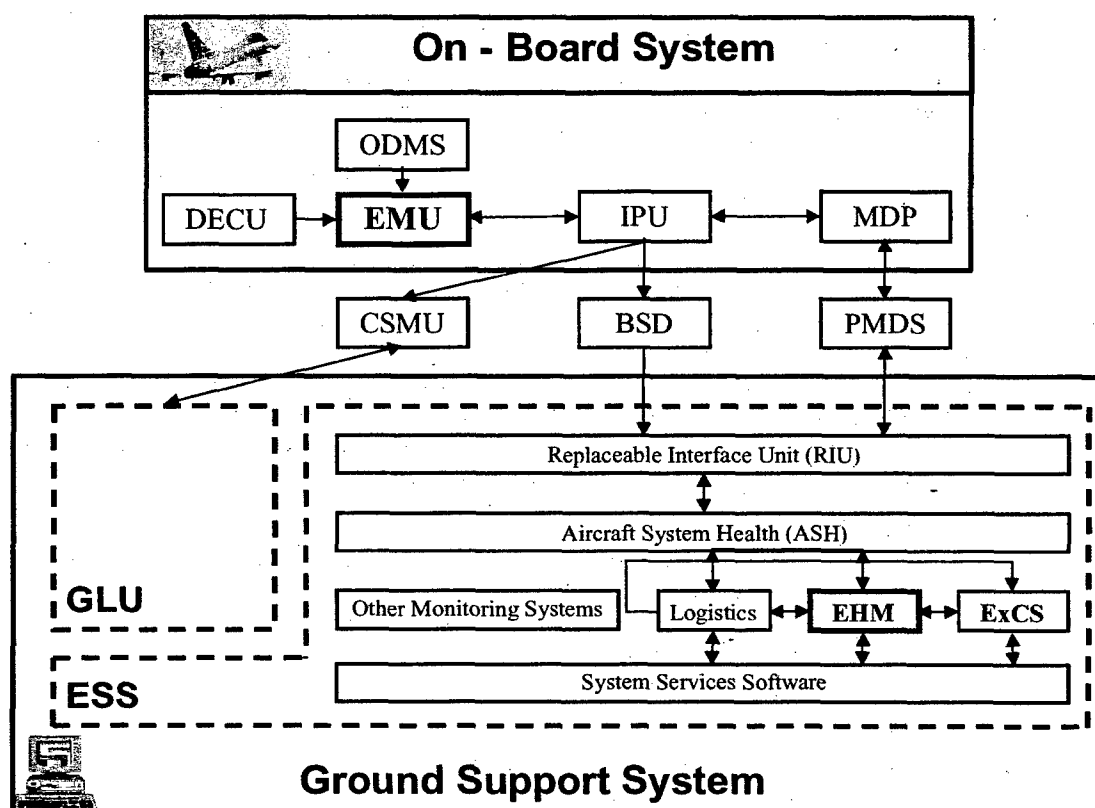 On - Board System
ODMS
DECU
EMU
IPU
MDP
CSMU
BSD
PMDS
Replaceable Interface Unit (RIU)
Aircraft System Health (ASH)
GLU
Other Monitoring Systems
Logistics
EHM
ExCS
ESS
System Services Software
Ground Support System